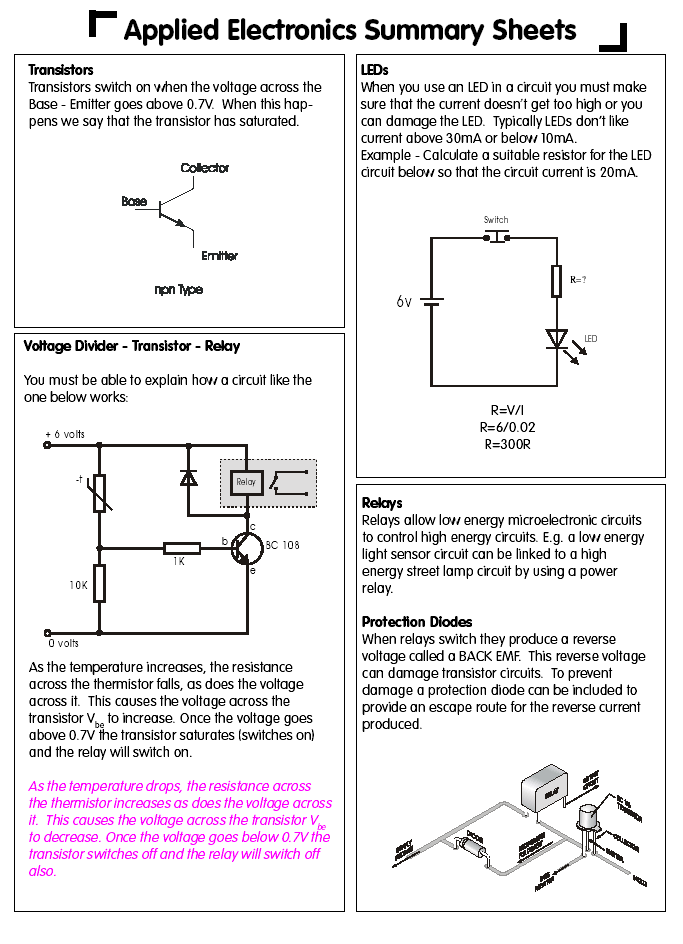 Applied Electronics Summary Sheets
Transistors
Transistors switch on when the voltage across the
Base - Emitter goes above 0.7V. When this hap-
pens we say that the transistor has saturated.
Collector
Base
Emitter
npn Type
Voltage Divider - Transistor - Relay
You must be able to explain how a circuit like the
one below works:
+ 6 volts
-t
Relay
c
b
BC 108
1K
e
10K
0 volts
As the temperature increases, the resistance
across the thermistor falls, as does the voltage
across it. This causes the voltage across the
transistor Vbe to increase. Once the voltage goes
above 0.7V the transistor saturates (switches on)
and the relay will switch on.
As the temperature drops, the resistance across
the thermistor increases as does the voltage across
it. This causes the voltage across the transistor Vbe
to decrease. Once the voltage goes below 0.7V the
transistor switches off and the relay will switch off
also.
LEDs
When you use an LED in a circuit you must make
sure that the current doesn't get too high or you
can damage the LED. Typically LEDs don't like
current above 30mA or below 10mA.
Example - Calculate a suitable resistor for the LED
circuit below so that the circuit current is 20mA.
Switch
R=?
6v
LED
R=V/I
R=6/0.02
R=300R
Relays
Relays allow low energy microelectronic circuits
to control high energy circuits. E.g. a low energy
light sensor circuit can be linked to a high
energy street lamp circuit by using a power
relay.
Protection Diodes
When relays switch they produce a reverse
voltage called a BACK EMF. This reverse voltage
can damage transistor circuits. To prevent
damage a protection diode can be included to
provide an escape route for the reverse current
produced.
RELAY
DIODE
TRANSISTOR
COLLECTOR
EMITTER